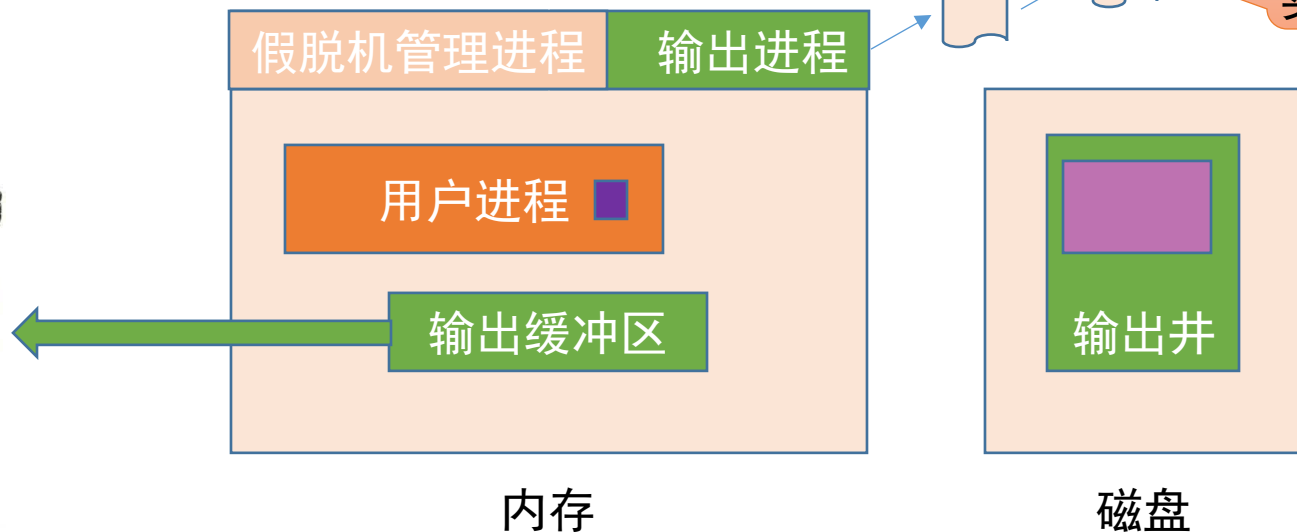 假脱机管理进程
输出进程
用户进程
输出缓冲区
输出井
内存
磁盘